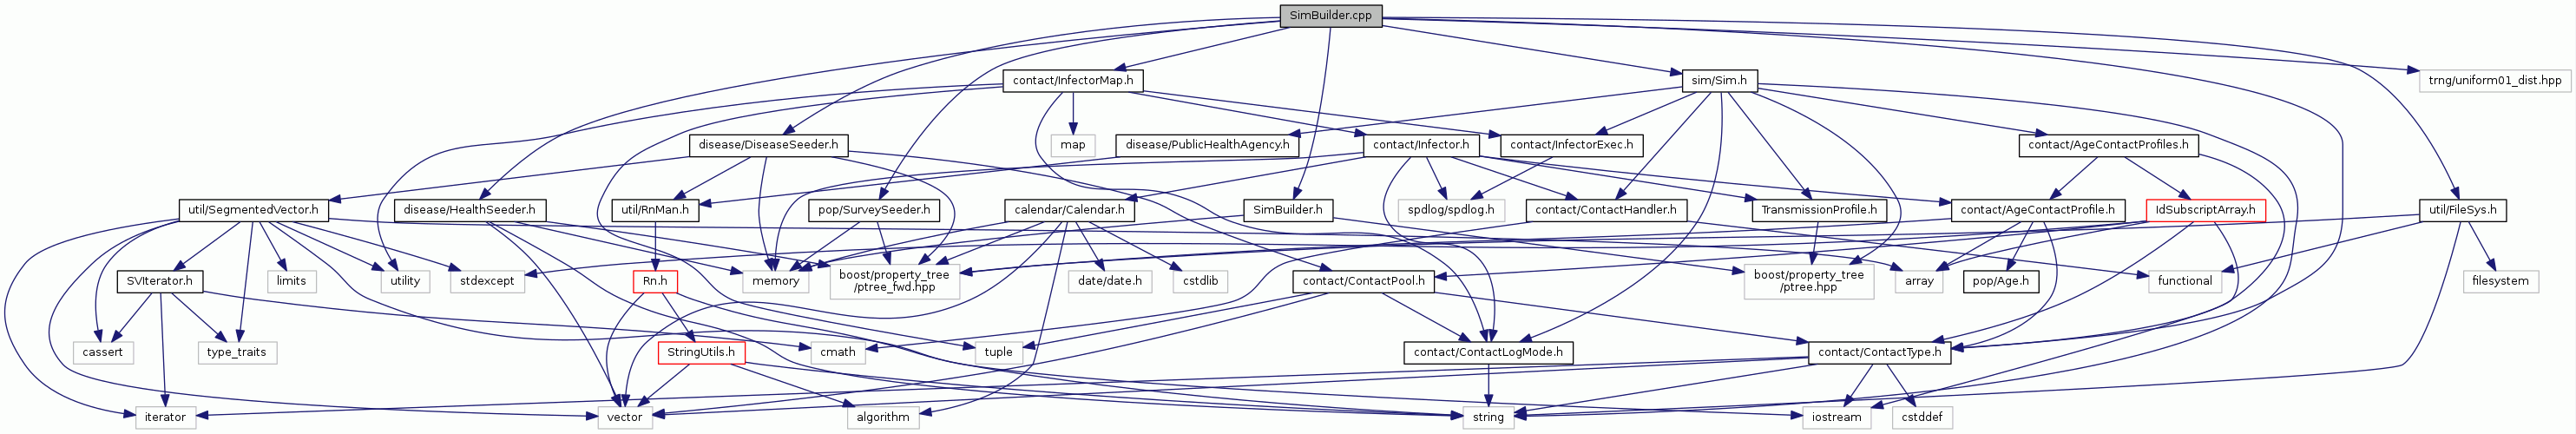 SimBuilder.cpp
contact/InfectorMap.h
sim/Sim.h
trng/uniform01_dist.hpp
disease/DiseaseSeeder.h
map
disease/PublicHealthAgency.h
contact/Infector.h
contact/InfectorExec.h
contact/AgeContactProfiles.h
util/SegmentedVector.h
disease/HealthSeeder.h
util/RnMan.h
pop/SurveySeeder.h
calendar/Calendar.h
SimBuilder.h
spdlog/spdlog.h
contact/ContactHandler.h
TransmissionProfile.h
contact/AgeContactProfile.h
IdSubscriptArray.h
util/FileSys.h
SVIterator.h
limits
utility
stdexcept
Rn.h
memory
boost/property_tree
/ptree_fwd.hpp
date/date.h
cstdlib
contact/ContactPool.h
boost/property_tree
/ptree.hpp
array
pop/Age.h
functional
filesystem
cassert
type_traits
StringUtils.h
cmath
tuple
contact/ContactLogMode.h
contact/ContactType.h
iterator
vector
algorithm
string
iostream
cstddef